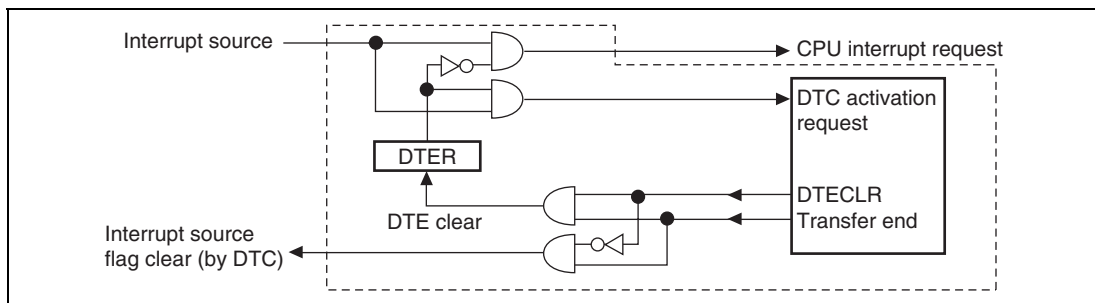 Interrupt source
CPU interrupt request
DTC activation
request
DTER
DTECLR
DTE clear
Transfer end
Interrupt source
flag clear (by DTC)